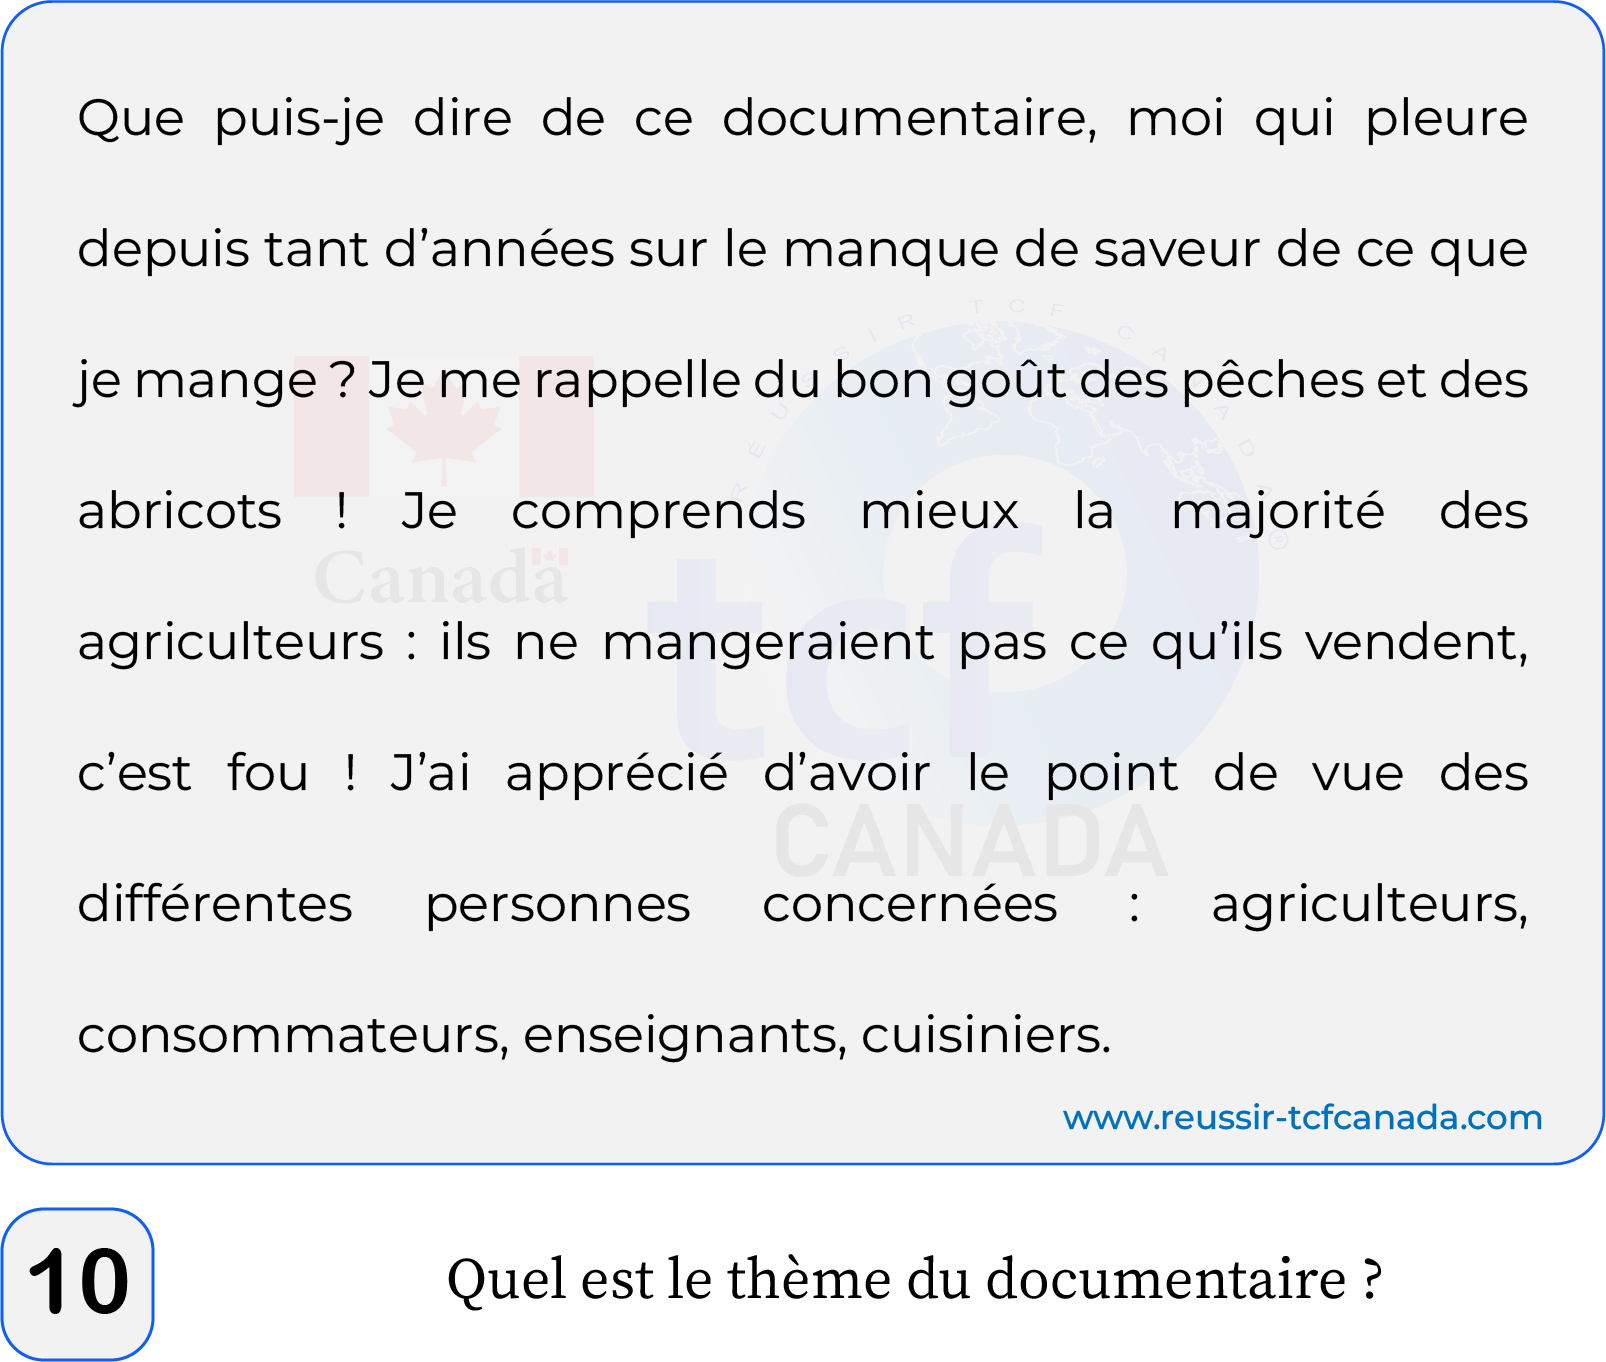 Que puis-je dire de ce documentaire, moi qui pleure
depuis tant d’années sur le manque de saveur de ce que
je mange ? Je me rappelle du bon goût des pêches et des
abricots ! Je comprends mieux la majorité des
agriculteurs : ils ne mangeraient pas ce qu’ils vendent,
c’est fou ! J’ai apprécié d’avoir le point de vue des
différentes personnes concernées : agriculteurs,
consommateurs, enseignants, cuisiniers.
RÉUSSIR TCF CANADA ®
Canada
tcf
CANADA
www.reussir-tcfcanada.com
10
Quel est le thème du documentaire ?